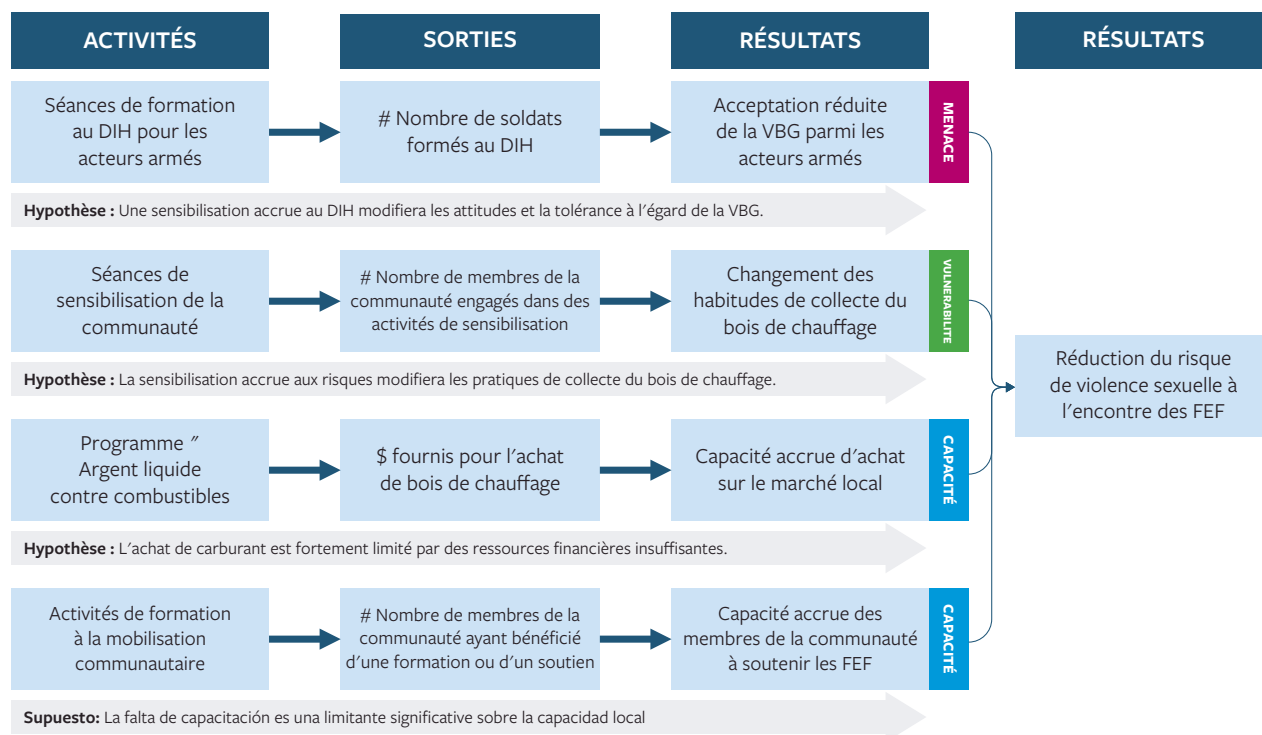 ACTIVITÉS
SORTIES
RÉSULTATS
RÉSULTATS
Séances de formation
au DIH pour les
acteurs armés
# Nombre de soldats
formés au DIH
Acceptation réduite
de la VBG parmi les
acteurs armés
MENACE
Hypothèse : Une sensibilisation accrue au DIH modifiera les attitudes et la tolérance à l'égard de la VBG.
Séances de
sensibilisation de la
communauté
# Nombre de membres de la
communauté engagés dans des
activités de sensibilisation
Changement des
habitudes de collecte du
bois de chauffage
VULNERABILITE
Hypothèse : La sensibilisation accrue aux risques modifiera les pratiques de collecte du bois de chauffage.
Réduction du risque
de violence sexuelle à
l'encontre des FEF
Programme "
Argent liquide
contre combustibles
$ fournis pour l'achat
de bois de chauffage
Capacité accrue d'achat
sur le marché local
CAPACITÉ
Hypothèse : L'achat de carburant est fortement limité par des ressources financières insuffisantes.
Activités de formation
à la mobilisation
communautaire
# Nombre de membres de la
communauté ayant bénéficié
d'une formation ou d'un soutien
Capacité accrue des
membres de la communauté
à soutenir les FEF
CAPACITÉ
Supuesto: La falta de capacitación es una limitante significativa sobre la capacidad local